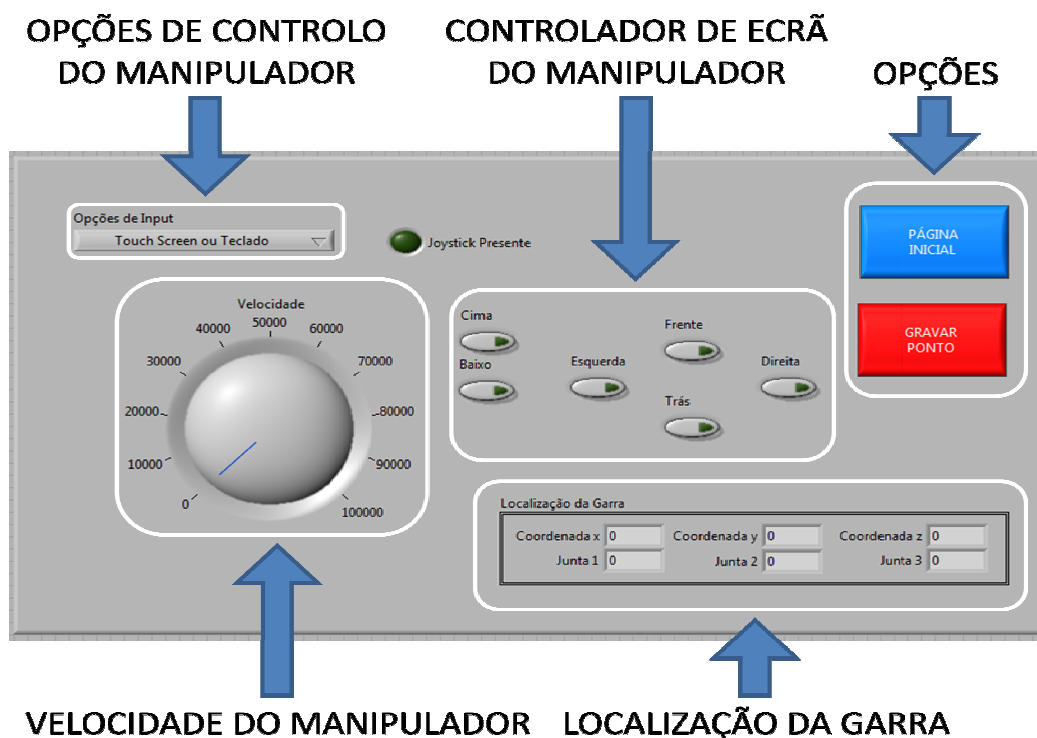 OPÇÕES DE CONTROLO
DO MANIPULADOR
CONTROLADOR DE ECRÃ
DO MANIPULADOR
OPÇÕES
Opções de Input
Touch Screen ou Teclado
Joystick Presente
PÁGINA
INICIAL
GRAVAR
PONTO
Velocidade
0
10000
20000
30000
40000
50000
60000
70000
80000
90000
100000
Cima
Baixo
Esquerda
Frente
Trás
Direita
Localização da Garra
Coordenada x 0 Coordenada y 0 Coordenada z 0
Junta 1 0 Junta 2 0 Junta 3 0
VELOCIDADE DO MANIPULADOR
LOCALIZAÇÃO DA GARRA